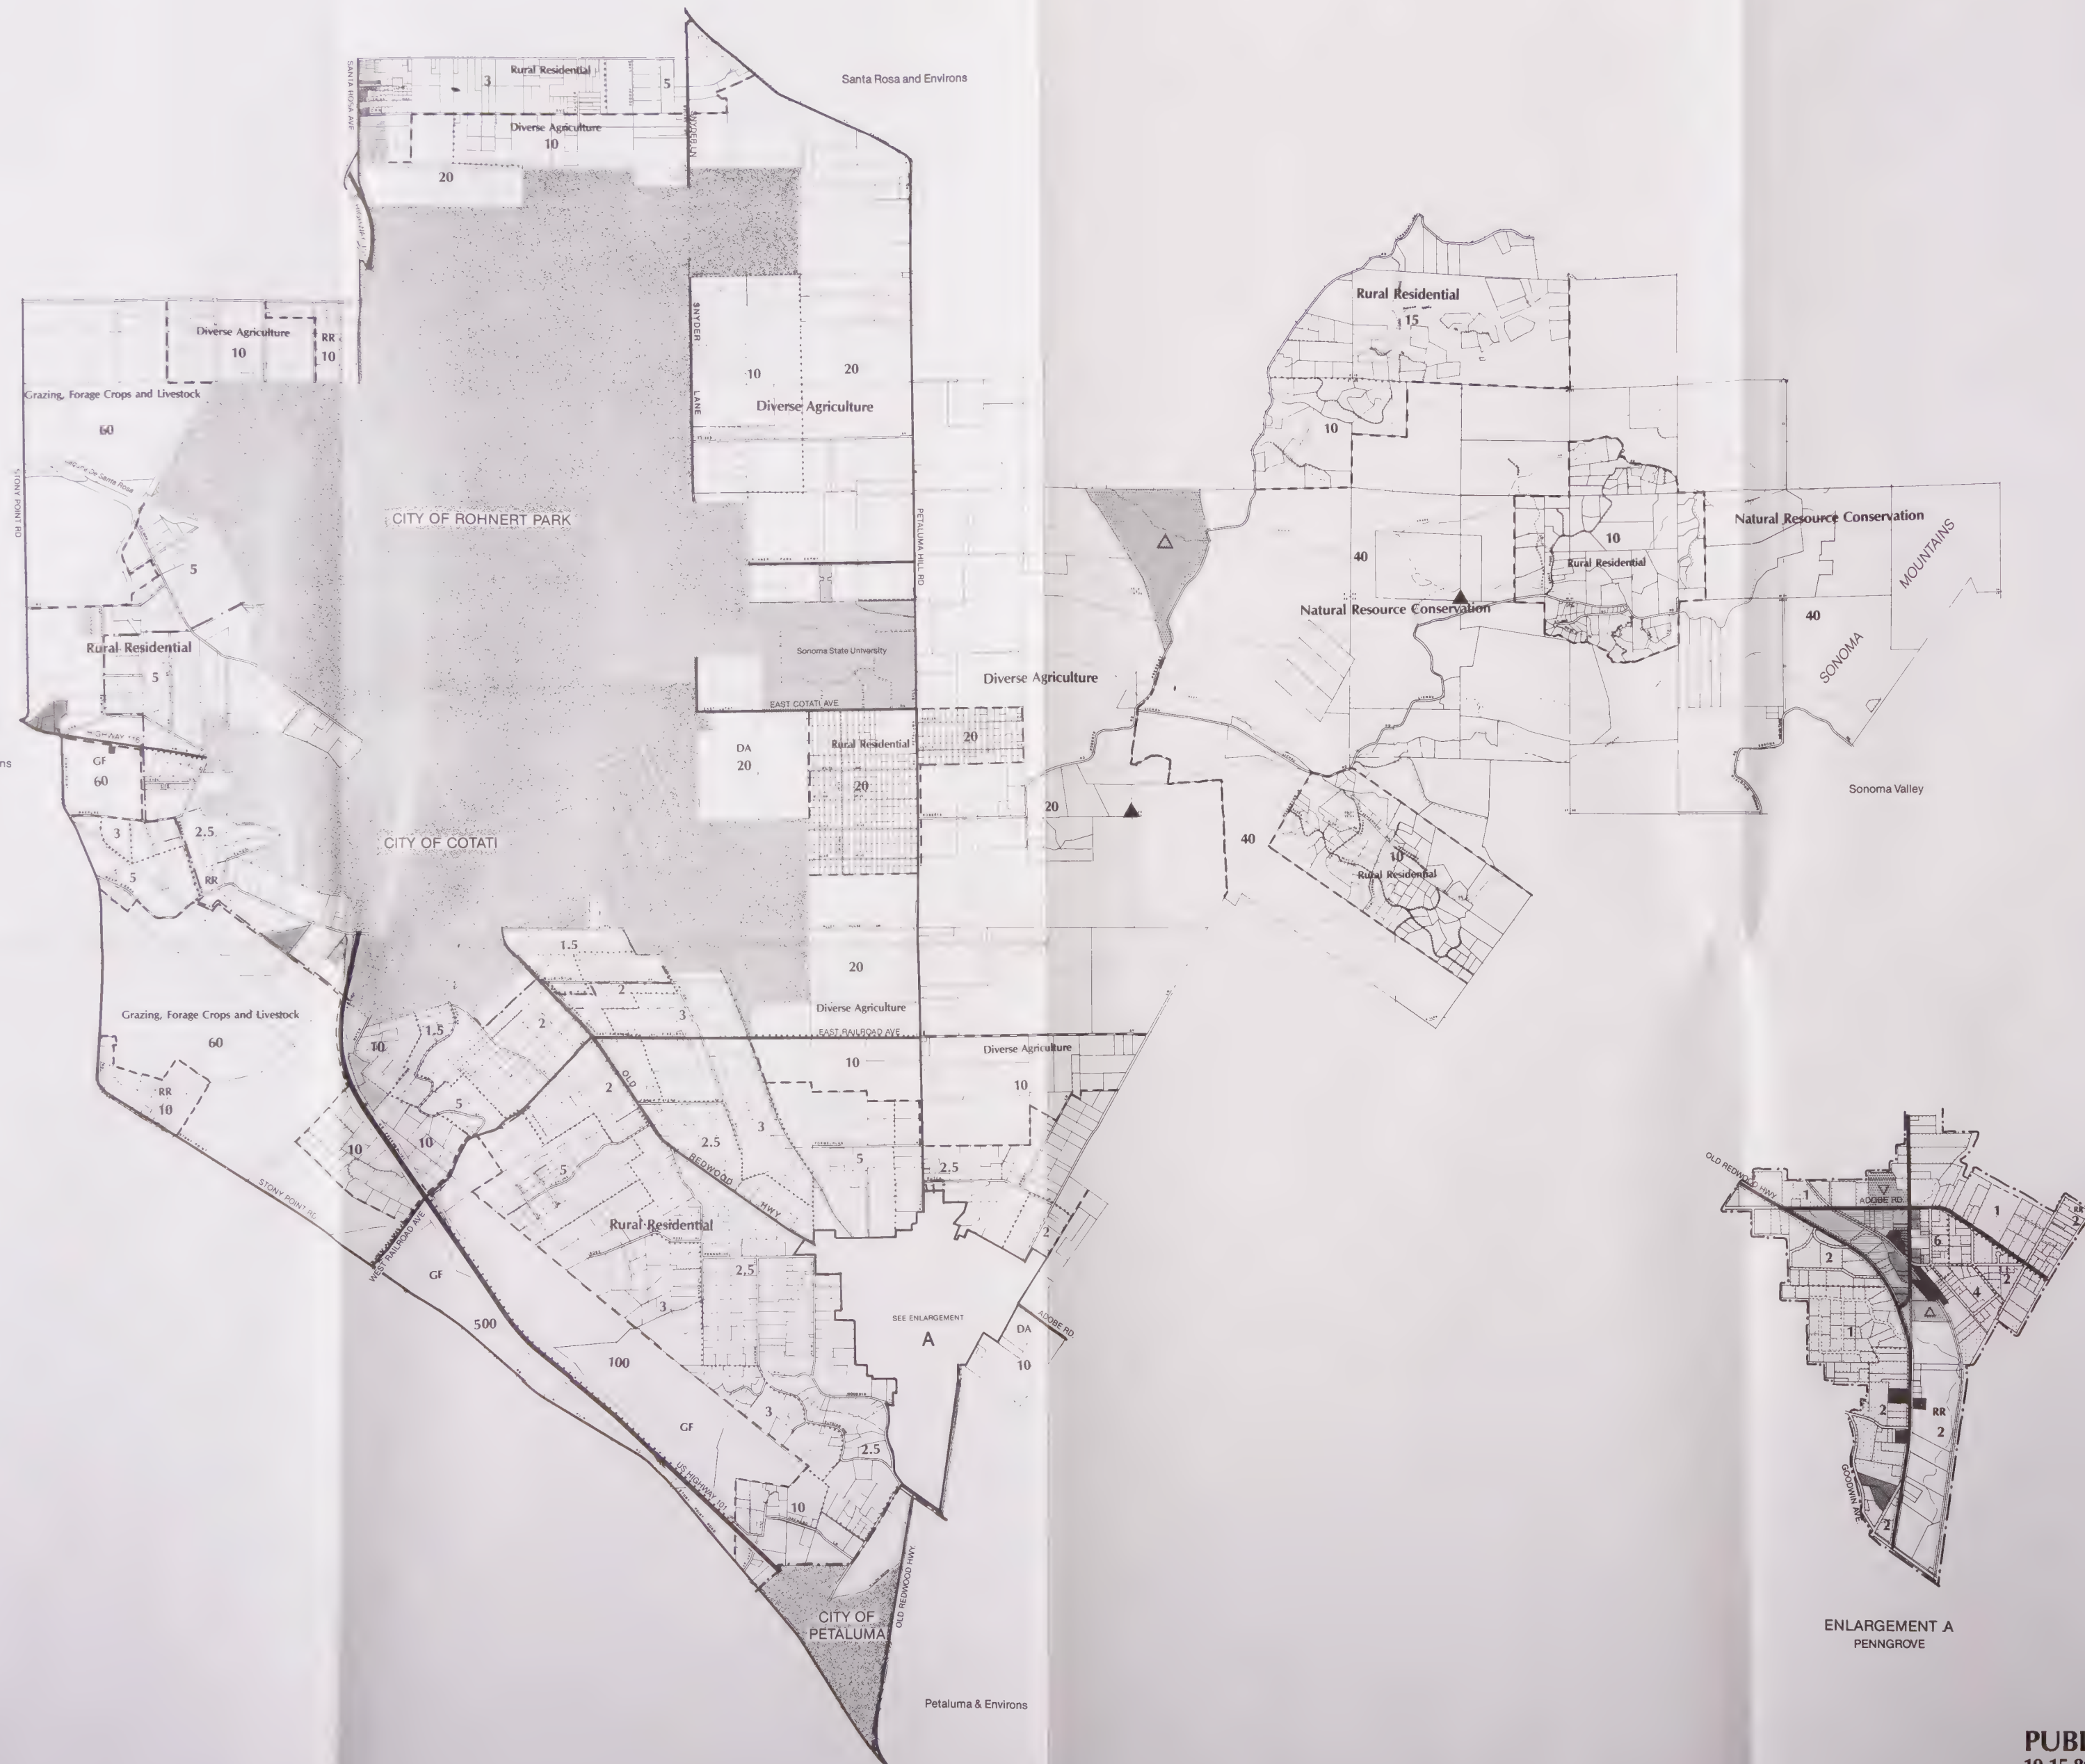 Santa Rosa and Environs
SANTA ROSA AVE
Rural Residential
3
5
Diverse Agriculture
10
SNYDER LN
20
Diverse Agriculture
10
RR
10
Grazing, Forage Crops and Livestock
60
STONY POINT RD
Laguna De Santa Rosa
SNYDER
LANE
10
20
Diverse Agriculture
Rural Residential
15
10
CITY OF ROHNERT PARK
PETALUMA HILL RD
5
40
10
Rural Residential
Natural Resource Conservation
Natural Resource Conservation
MOUNTAINS
SONOMA
40
Rural Residential
5
Sonoma State University
Diverse Agriculture
EAST COTATI AVE
HIGHWAY 116
ns
GF
60
DA
20
Rural Residential
20
20
20
Sonoma Valley
3
2.5
5
RR
CITY OF COTATI
40
10
Rural Residential
1.5
20
Grazing, Forage Crops and Livestock
60
2
3
Diverse Agriculture
EAST RAILROAD AVE
1.5
10
2
Diverse Agriculture
10
10
RR
10
2
OLD
5
10
10
3
2.5
REDWOOD
HWY
5
5
2.5
STONY POINT RD
WEST RAILROAD AVE
Rural Residential
2
GF
2.5
500
3
100
SEE ENLARGEMENT
A
DA
10
ADOBE RD
GF
3
2.5
US HIGHWAY 101
10
OLD REDWOOD HWY.
CITY OF
PETALUMA
Petaluma & Environs
OLD REDWOOD HWY
1
ADOBE RD.
1
RR
2
6
2
2
4
1
2
RR
2
GOODWIN AVE
2
ENLARGEMENT A
PENNGROVE
PUBL